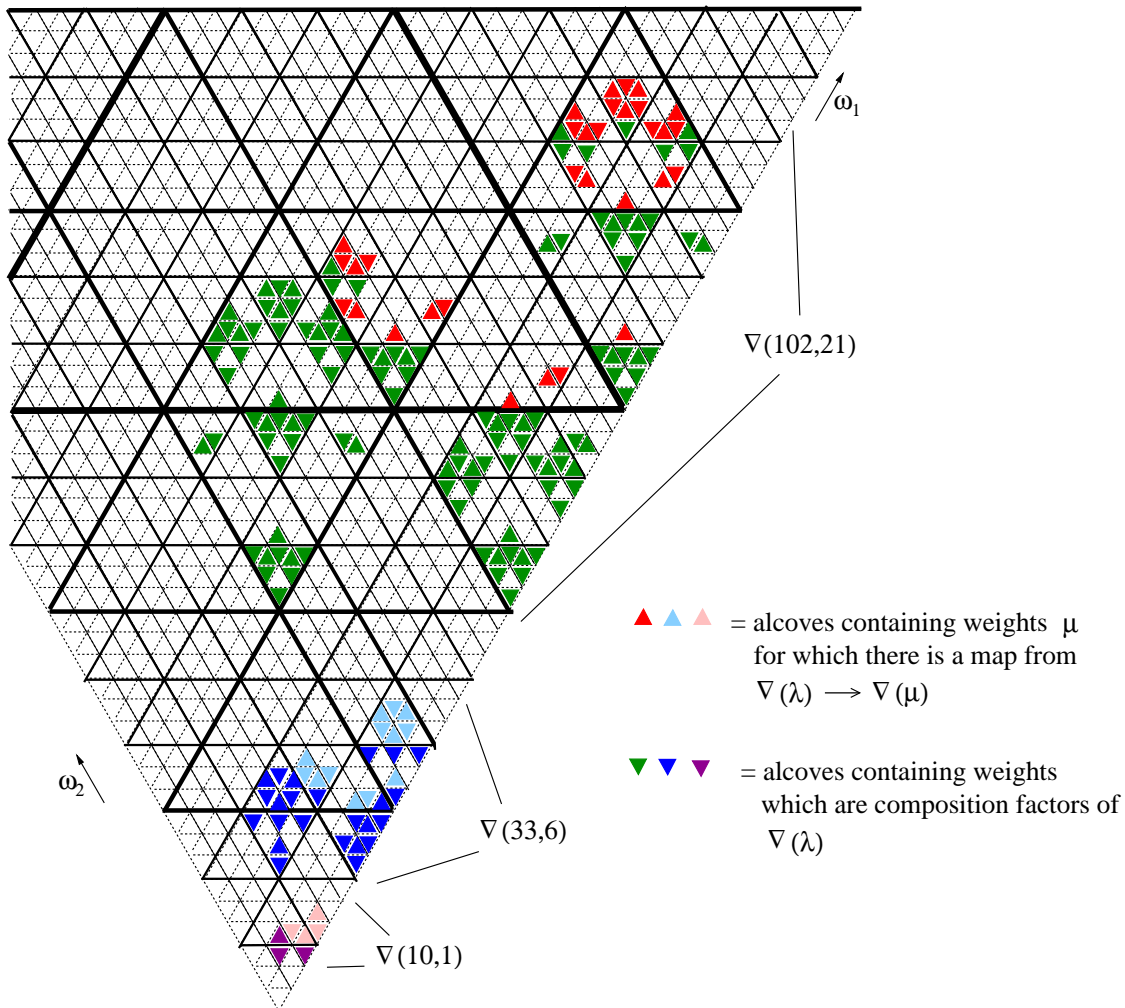 ω₁
∇(102,21)
= alcoves containing weights μ
for which there is a map from
∇(λ) → ∇(μ)
ω₂
= alcoves containing weights
which are composition factors of
∇(λ)
∇(33,6)
∇(10,1)